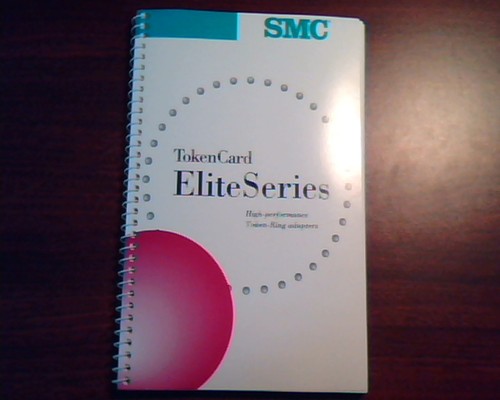 SMC
TokenCard
EliteSeries
High-performance
Token-Ring adapters